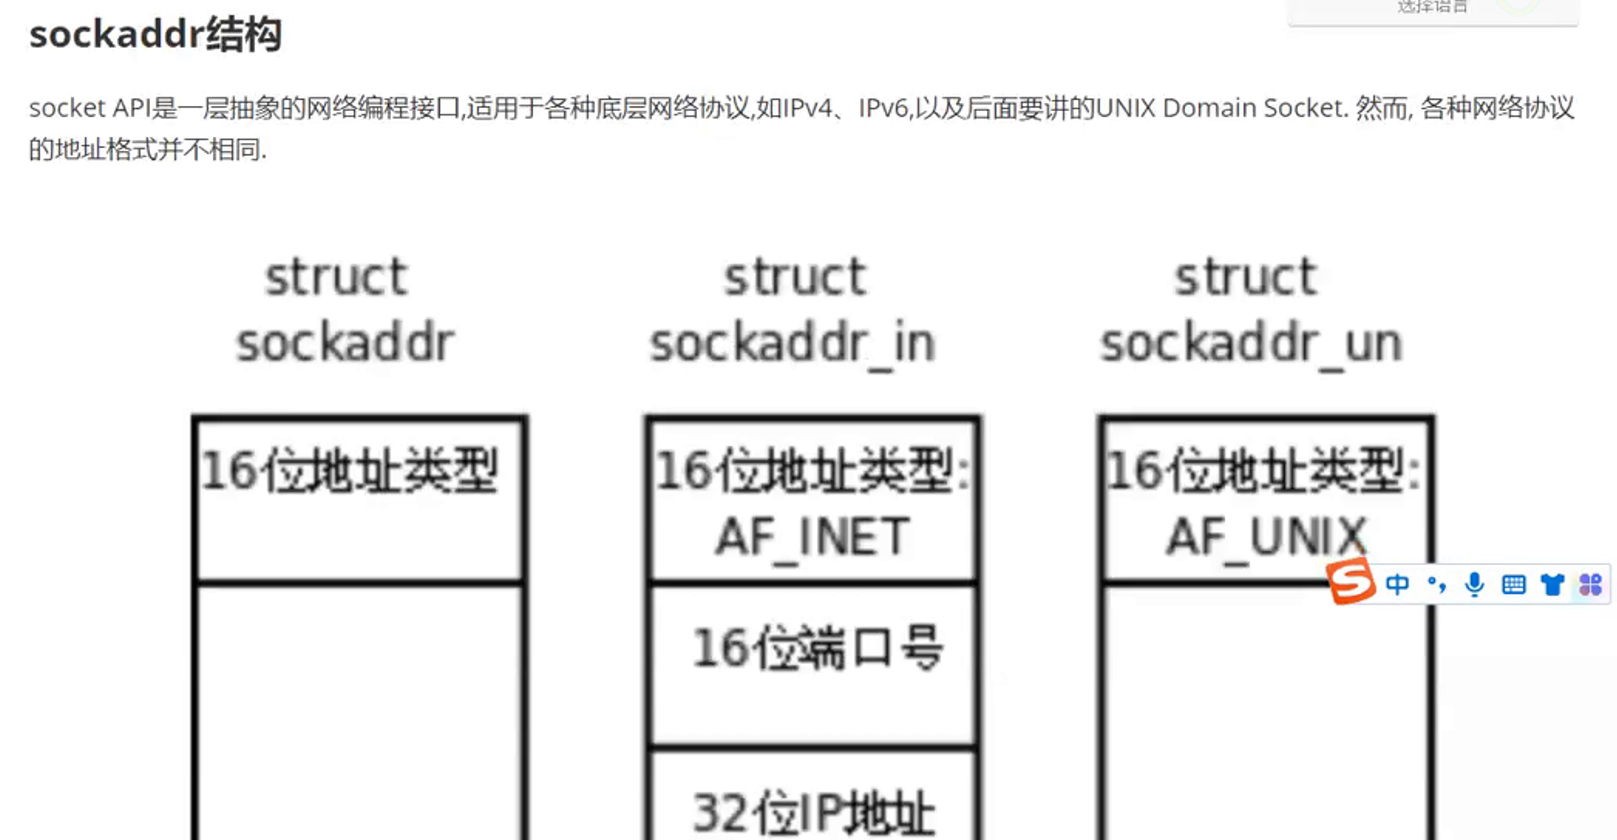 选择语言
sockaddr结构
socket API是一层抽象的网络编程接口,适用于各种底层网络协议,如IPv4、IPv6,以及后面要讲的UNIX Domain Socket. 然而, 各种网络协议
的地址格式并不相同.
struct
sockaddr
struct
sockaddr_in
struct
sockaddr_un
16位地址类型
16位地址类型:
AF_INET
16位地址类型:
AF_UNIX
S 中
16位端口号
32位IP地址